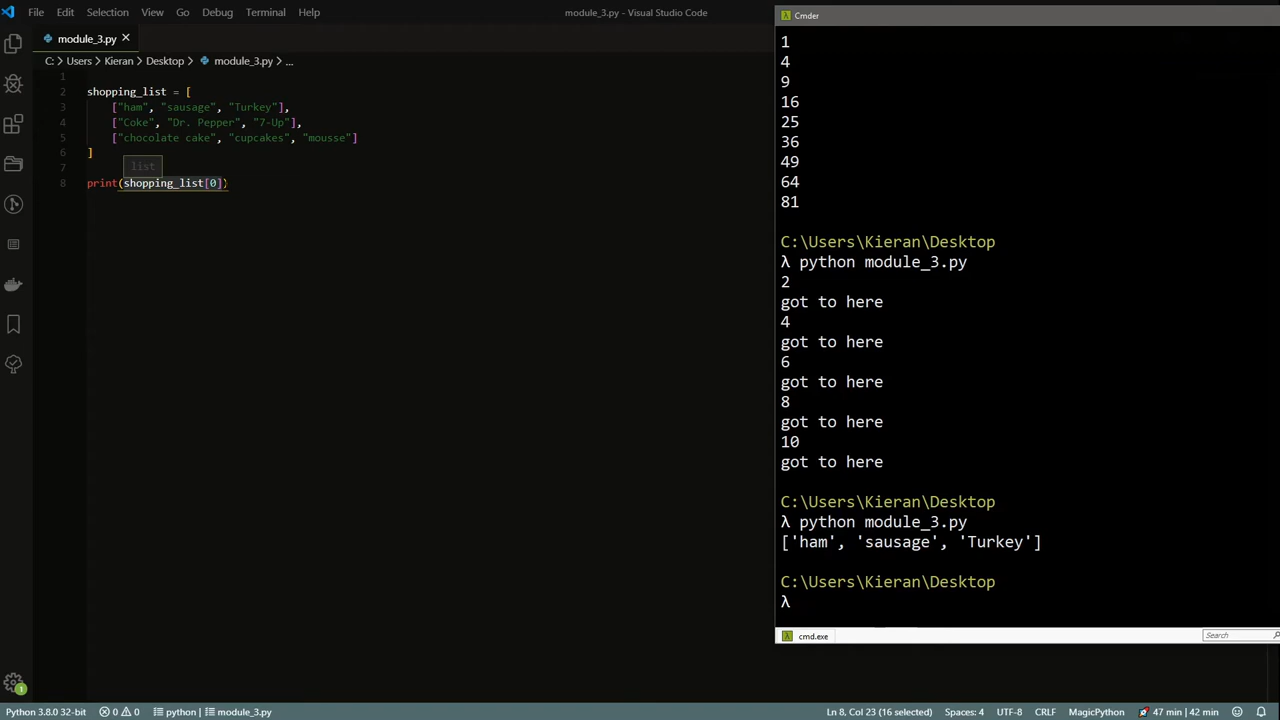 File Edit Selection View Go Debug Terminal Help
module_3.py - Visual Studio Code
module_3.py ×
C: > Users > Kieran > Desktop > module_3.py > ...
1
2 shopping_list = [
3 ["ham", "sausage", "Turkey"],
4 ["Coke", "Dr. Pepper", "7-Up"],
5 ["chocolate cake", "cupcakes", "mousse"]
6 ]
7 list
8 print(shopping_list[0])
Cmder
1
4
9
16
25
36
49
64
81
C:\Users\Kieran\Desktop
λ python module_3.py
2
got to here
4
got to here
6
got to here
8
got to here
10
got to here
C:\Users\Kieran\Desktop
λ python module_3.py
['ham', 'sausage', 'Turkey']
C:\Users\Kieran\Desktop
λ
cmd.exe
Search
1
Python 3.8.0 32-bit 0 0 python | module_3.py Ln 8, Col 23 (16 selected) Spaces: 4 UTF-8 CRLF MagicPython 47 min | 42 min